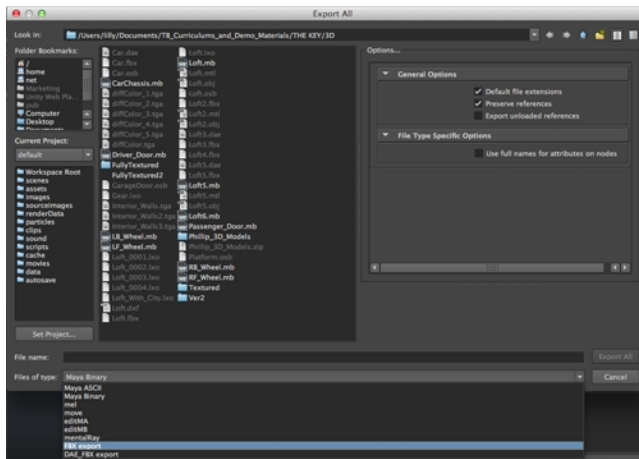 Export All
Look in:
/Users/lilly/Documents/TB_Curriculums_and_Demo_Materials/THE KEY/3D
Folder Bookmarks:
/
home
net
Marketing
Unity Web Pla...
pub
Computer
Desktop
Documents
Current Project:
default
Workspace Root
scenes
assets
images
sourceimages
renderData
particles
clips
sound
scripts
cache
movies
data
autosave
Set Project...
Car.dae
Car.fbx
Car.oxb
CarChassis.mb
diffColor_1.tga
diffColor_2.tga
diffColor_3.tga
diffColor_4.tga
diffColor_5.tga
diffColor.tga
Driver_Door.mb
FullyTextured
FullyTextured2
GarageDoor.oxb
Gear.lxo
Interior_Walls.tga
Interior_Walls2.tga
Interior_Walls3.tga
LB_Wheel.mb
LF_Wheel.mb
Loft_0001.lxo
Loft_0002.lxo
Loft_0003.lxo
Loft_0004.lxo
Loft_With_City.lxo
Loft.dxf
Loft.fbx
Loft.lxo
Loft.mb
Loft.mtl
Loft.obj
Loft.oxb
Loft2.fbx
Loft2.mtl
Loft2.obj
Loft3.dae
Loft3.fbx
Loft4.fbx
Loft5.dae
Loft5.fbx
Loft5.mb
Loft5.mtl
Loft5.obj
Loft6.mb
Passenger_Door.mb
Phillip_3D_Models
Phillip_3D_Models.zip
Platform.oxb
RB_Wheel.mb
RF_Wheel.mb
Textured
Ver2
Options...
General Options
Default file extensions
Preserve references
Export unloaded references
File Type Specific Options
Use full names for attributes on nodes
File name:
Export All
Files of type:
Maya Binary
Cancel
Maya ASCII
Maya Binary
mel
move
editMA
editMB
mentalRay
FBX export
DAE_FBX export